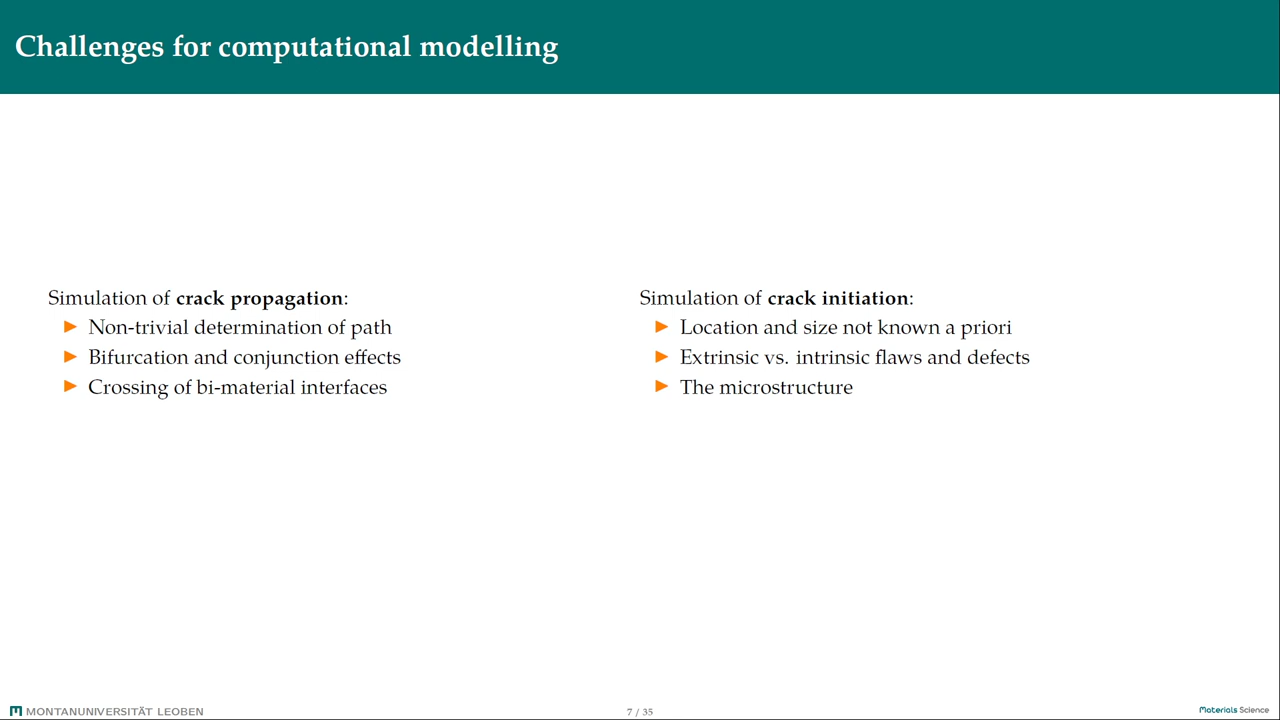 Challenges for computational modelling
Simulation of crack propagation:
Non-trivial determination of path
Bifurcation and conjunction effects
Crossing of bi-material interfaces
Simulation of crack initiation:
Location and size not known a priori
Extrinsic vs. intrinsic flaws and defects
The microstructure
MONTANUNIVERSITÄT LEOBEN
7 / 35
Materials Science